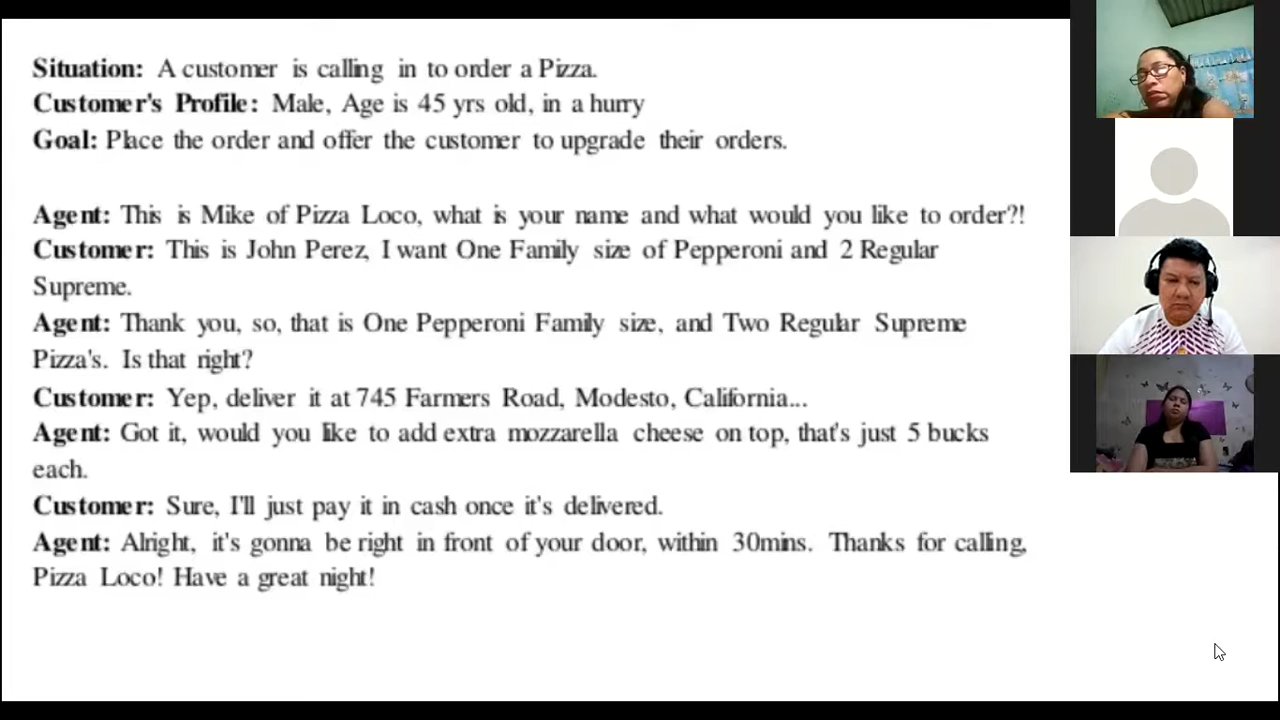 Situation: A customer is calling in to order a Pizza.
Customer's Profile: Male, Age is 45 yrs old, in a hurry
Goal: Place the order and offer the customer to upgrade their orders.
Agent: This is Mike of Pizza Loco, what is your name and what would you like to order?!
Customer: This is John Perez, I want One Family size of Pepperoni and 2 Regular
Supreme.
Agent: Thank you, so, that is One Pepperoni Family size, and Two Regular Supreme
Pizza's. Is that right?
Customer: Yep, deliver it at 745 Farmers Road, Modesto, California...
Agent: Got it, would you like to add extra mozzarella cheese on top, that's just 5 bucks
each.
Customer: Sure, I'll just pay it in cash once it's delivered.
Agent: Alright, it's gonna be right in front of your door, within 30mins. Thanks for calling,
Pizza Loco! Have a great night!